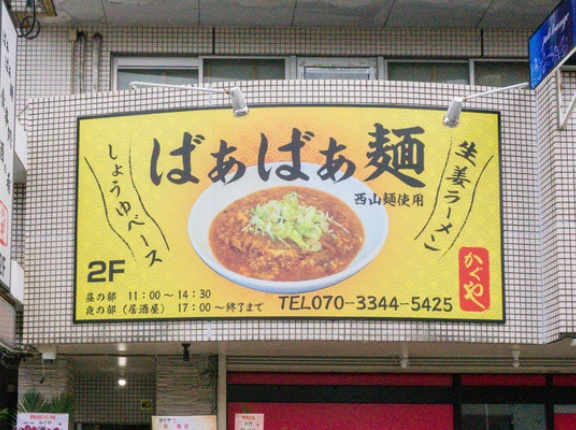 ばぁばぁ麺
西山麺使用
しょうゆベース
生姜ラーメン
2F
昼の部 11:00〜14:30
夜の部(居酒屋) 17:00〜終了まで
TEL070--3344--5425
かぐや